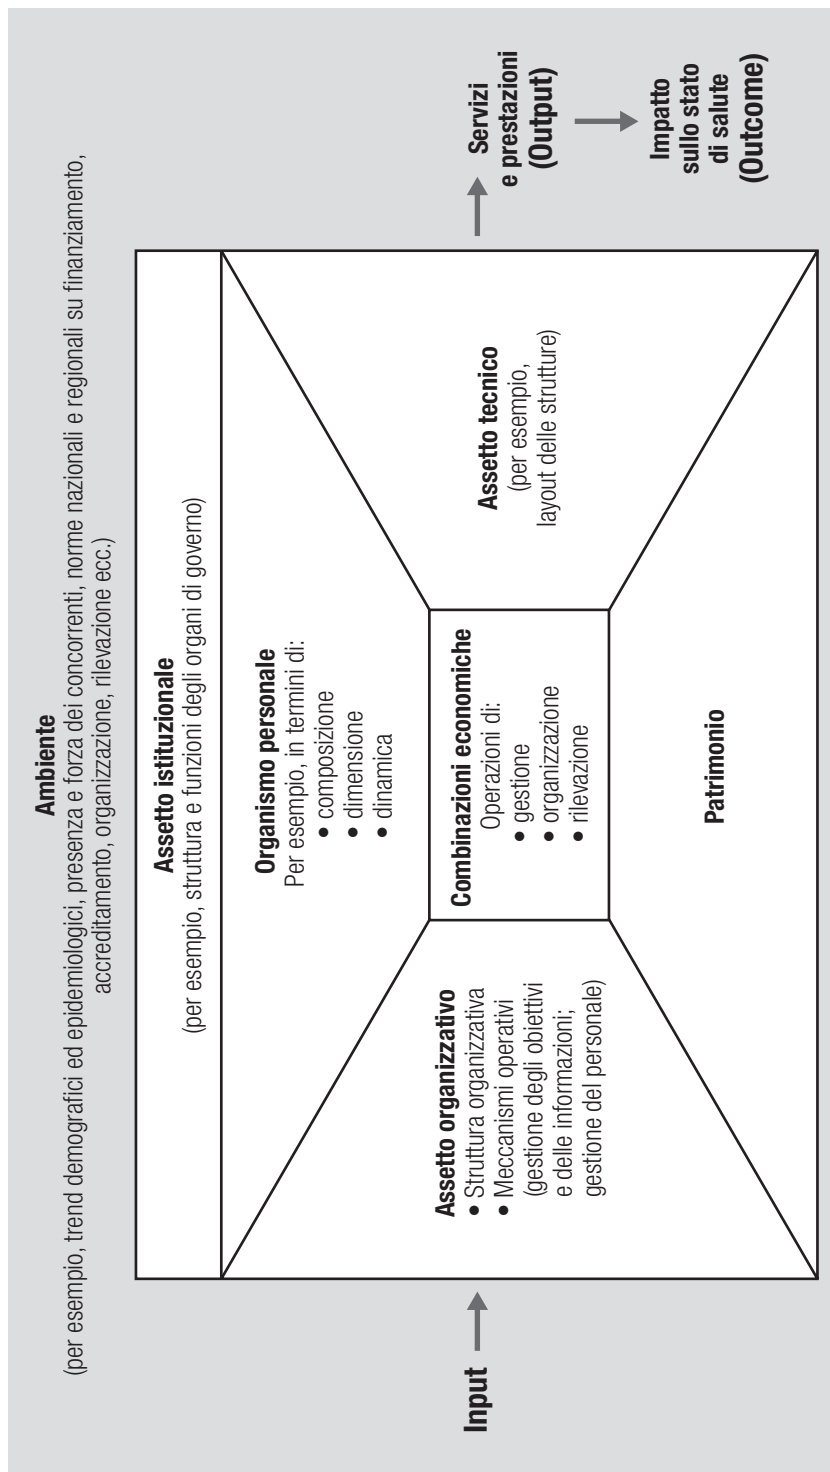 Ambiente
(per esempio, trend demografici ed epidemiologici, presenza e forza dei concorrenti, norme nazionali e regionali su finanziamento,
accreditamento, organizzazione, rilevazione ecc.)
Assetto istituzionale
(per esempio, struttura e funzioni degli organi di governo)
Organismo personale
Per esempio, in termini di:
• composizione
• dimensione
• dinamica
Input
Assetto organizzativo
• Struttura organizzativa
• Meccanismi operativi
(gestione degli obiettivi
e delle informazioni;
gestione del personale)
Combinazioni economiche
Operazioni di:
• gestione
• organizzazione
• rilevazione
Assetto tecnico
(per esempio,
layout delle strutture)
Servizi
e prestazioni
(Output)
Impatto
sullo stato
di salute
(Outcome)
Patrimonio